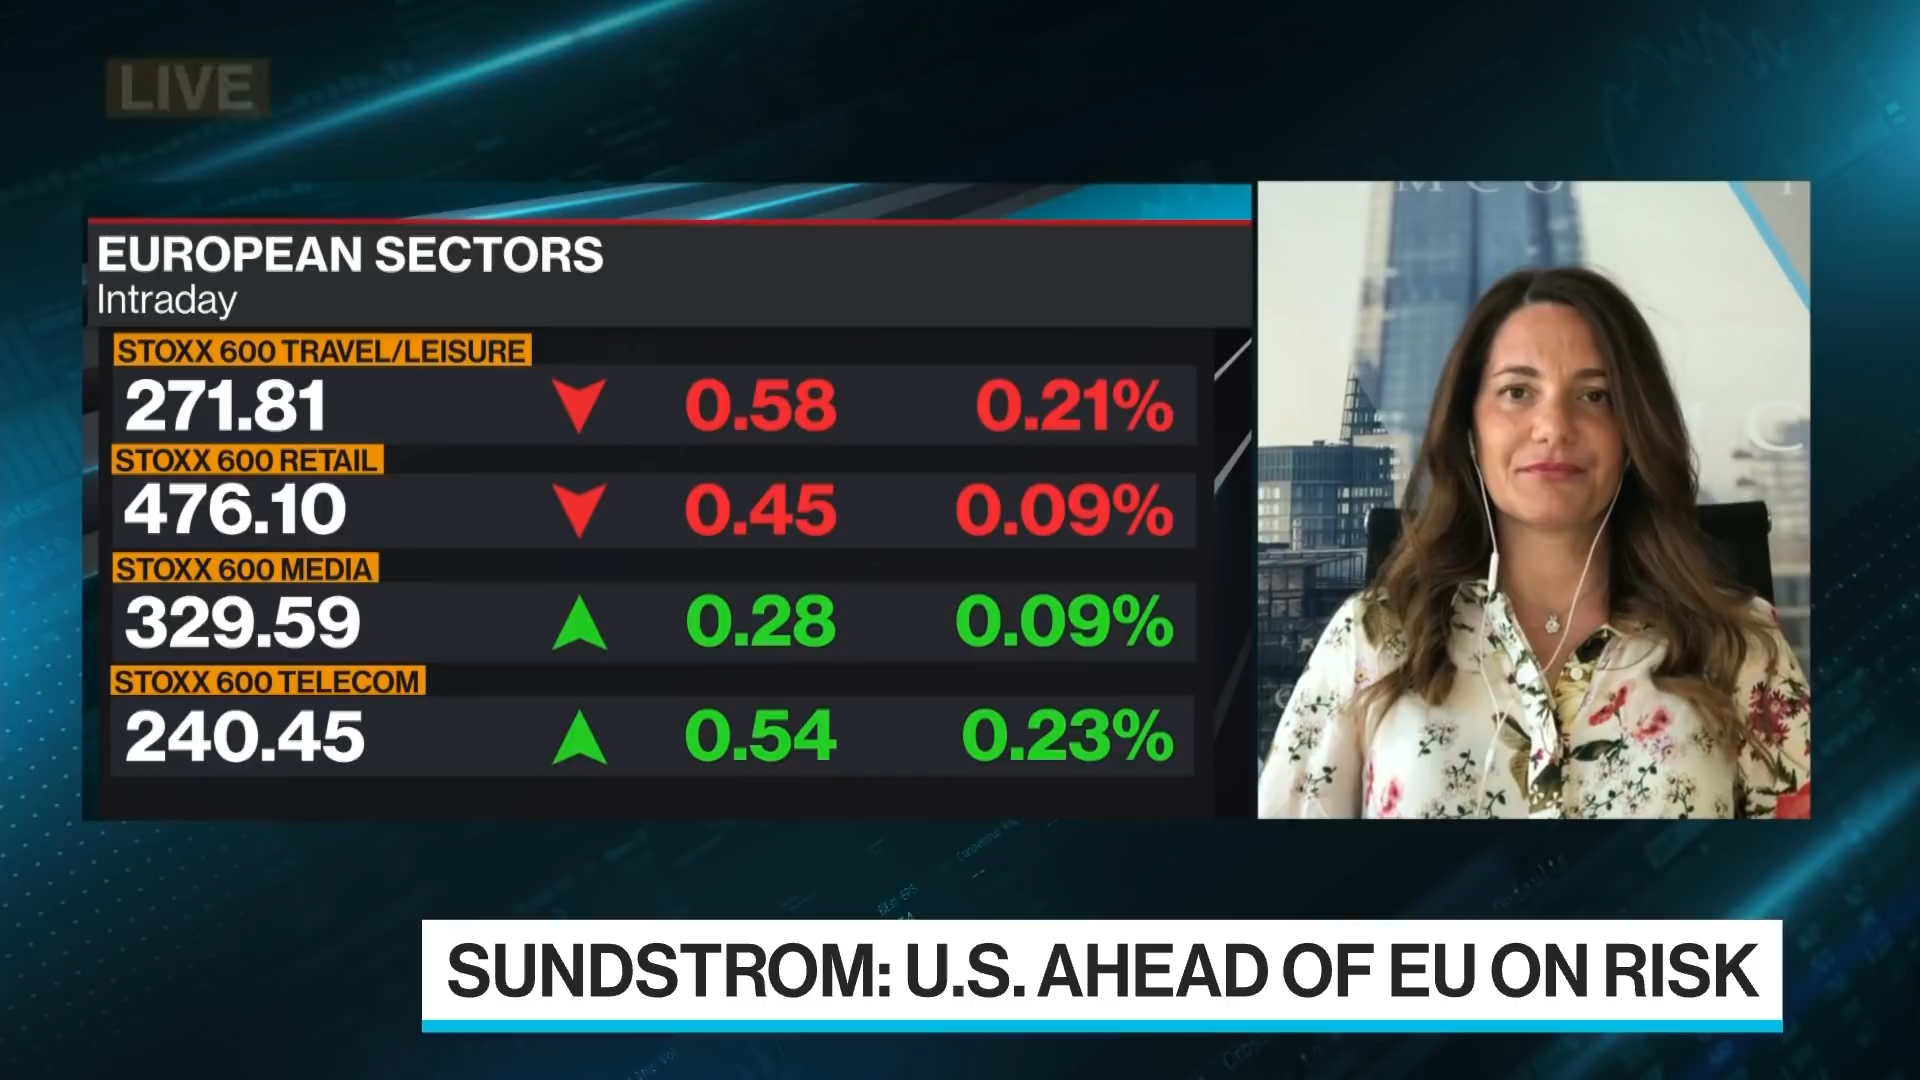 LIVE
EUROPEAN SECTORS
Intraday
STOXX 600 TRAVEL/LEISURE
271.81 0.58 0.21%
STOXX 600 RETAIL
476.10 0.45 0.09%
STOXX 600 MEDIA
329.59 0.28 0.09%
STOXX 600 TELECOM
240.45 0.54 0.23%
SUNDSTROM: U.S. AHEAD OF EU ON RISK